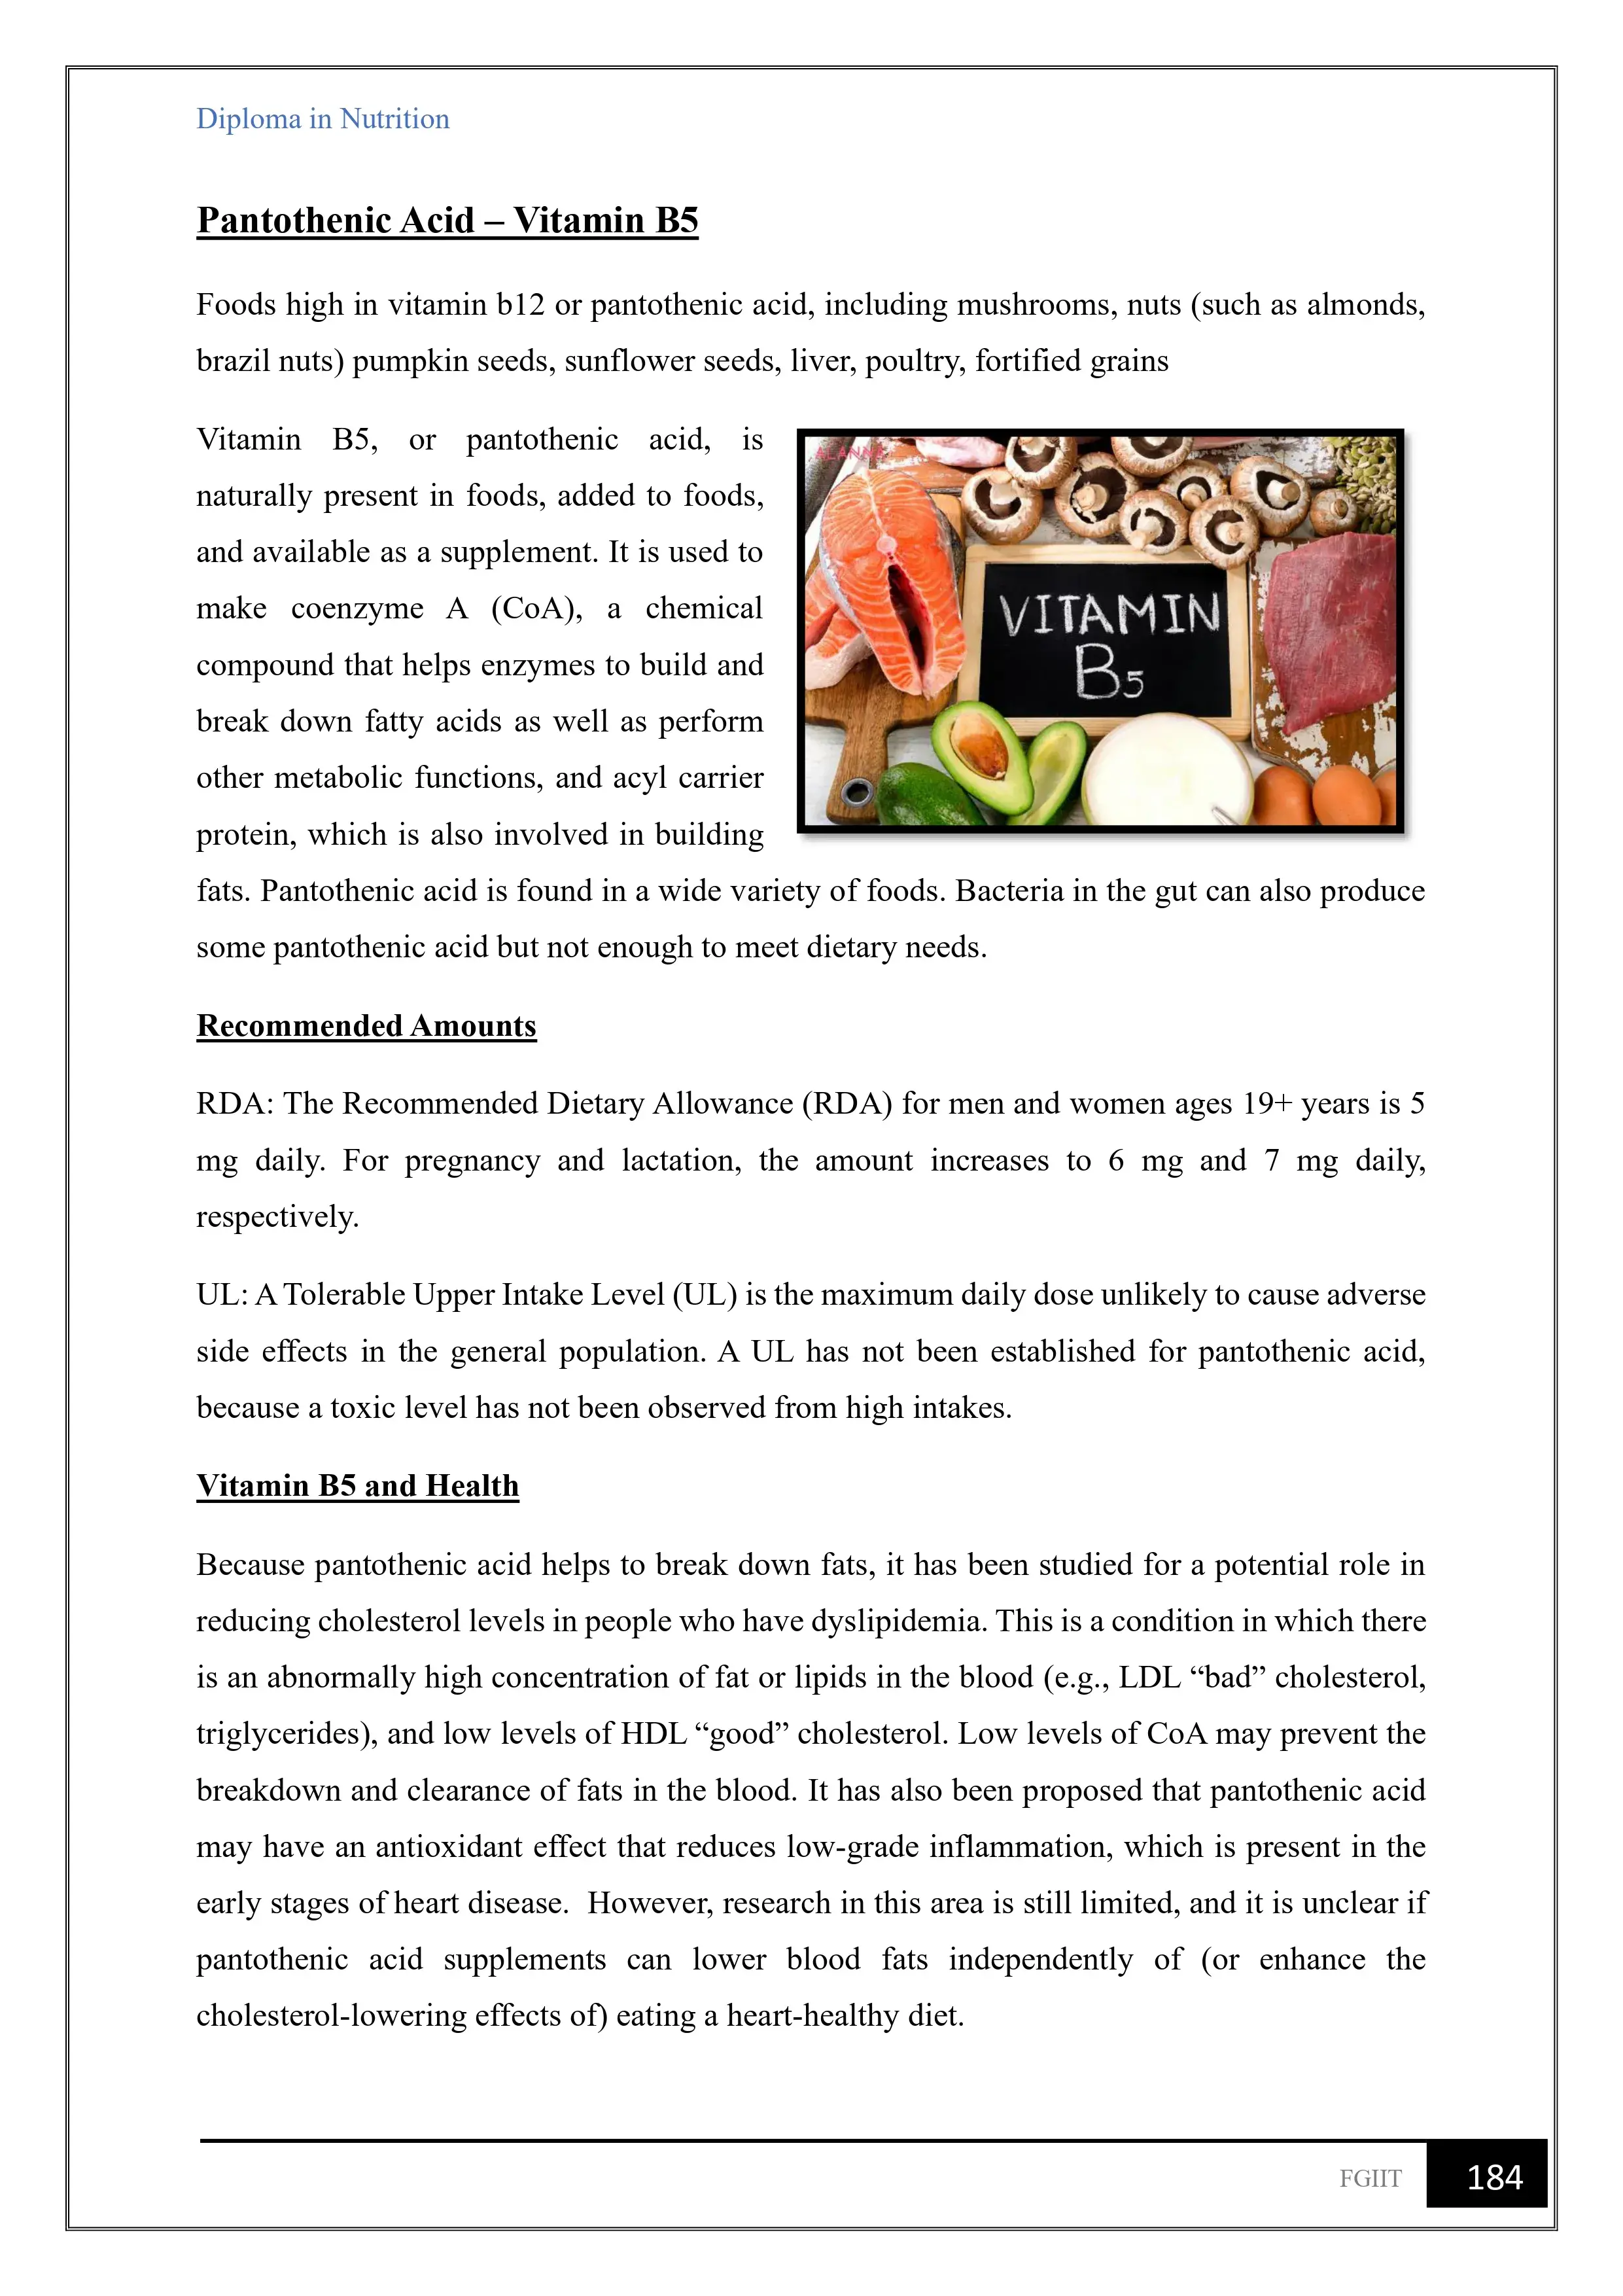 Diploma in Nutrition
Pantothenic Acid – Vitamin B5
Foods high in vitamin b12 or pantothenic acid, including mushrooms, nuts (such as almonds,
brazil nuts) pumpkin seeds, sunflower seeds, liver, poultry, fortified grains
Vitamin B5, or pantothenic acid, is
naturally present in foods, added to foods,
and available as a supplement. It is used to
make coenzyme A (CoA), a chemical
compound that helps enzymes to build and
break down fatty acids as well as perform
other metabolic functions, and acyl carrier
protein, which is also involved in building
ALANNA
VITAMIN
B5
fats. Pantothenic acid is found in a wide variety of foods. Bacteria in the gut can also produce
some pantothenic acid but not enough to meet dietary needs.
Recommended Amounts
RDA: The Recommended Dietary Allowance (RDA) for men and women ages 19+ years is 5
mg daily. For pregnancy and lactation, the amount increases to 6 mg and 7 mg daily,
respectively.
UL: A Tolerable Upper Intake Level (UL) is the maximum daily dose unlikely to cause adverse
side effects in the general population. A UL has not been established for pantothenic acid,
because a toxic level has not been observed from high intakes.
Vitamin B5 and Health
Because pantothenic acid helps to break down fats, it has been studied for a potential role in
reducing cholesterol levels in people who have dyslipidemia. This is a condition in which there
is an abnormally high concentration of fat or lipids in the blood (e.g., LDL “bad” cholesterol,
triglycerides), and low levels of HDL “good” cholesterol. Low levels of CoA may prevent the
breakdown and clearance of fats in the blood. It has also been proposed that pantothenic acid
may have an antioxidant effect that reduces low-grade inflammation, which is present in the
early stages of heart disease.  However, research in this area is still limited, and it is unclear if
pantothenic acid supplements can lower blood fats independently of (or enhance the
cholesterol-lowering effects of) eating a heart-healthy diet.
FGIIT
184